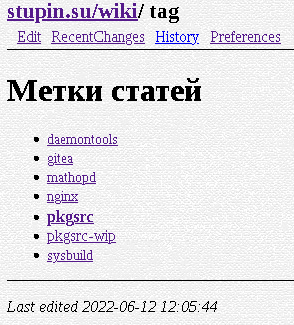 stupin.su/wiki/ tag
Edit RecentChanges History Preferences
Метки статей
daemontools
gitea
mathopd
nginx
pkgsrc
pkgsrc-wip
sysbuild
Last edited 2022-06-12 12:05:44